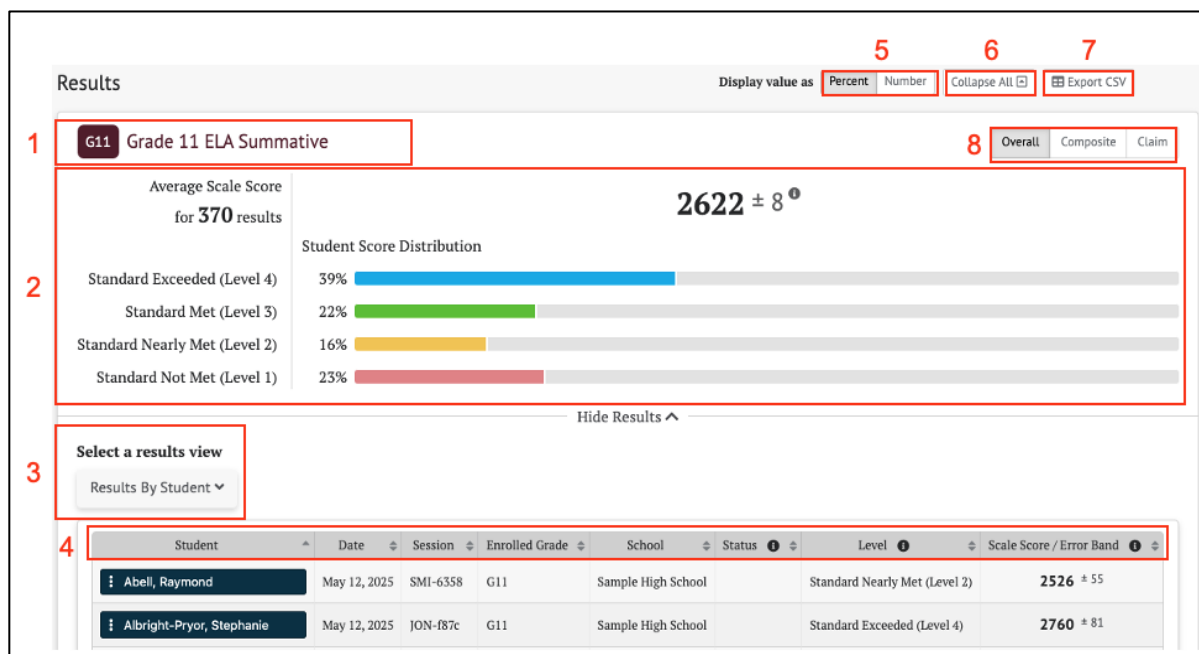 5 6 7
Results Display value as Percent Number Collapse All Export CSV
1 G11 Grade 11 ELA Summative 8 Overall Composite Claim
Average Scale Score
for 370 results
2622 ± 8
Student Score Distribution
2
Standard Exceeded (Level 4) 39%
Standard Met (Level 3) 22%
Standard Nearly Met (Level 2) 16%
Standard Not Met (Level 1) 23%
Hide Results
3
Select a results view
Results By Student
4
Student Date Session Enrolled Grade School Status i Level i Scale Score / Error Band i
Abell, Raymond May 12, 2025 SMI-6358 G11 Sample High School Standard Nearly Met (Level 2) 2526 ± 55
Albright-Pryor, Stephanie May 12, 2025 JON-f87c G11 Sample High School Standard Exceeded (Level 4) 2760 ± 81